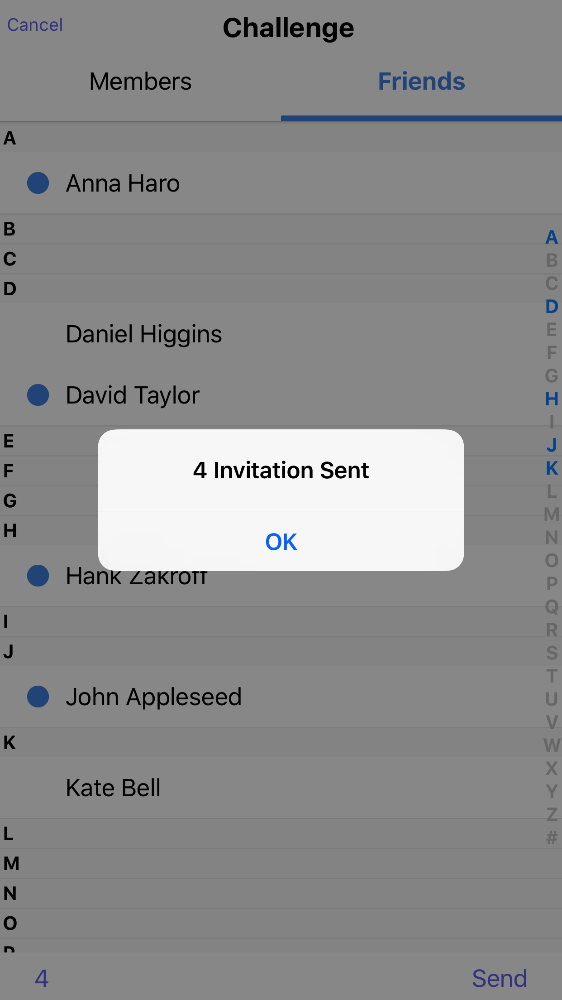 Cancel
Challenge
Members
Friends
A
Anna Haro
B
C
D
Daniel Higgins
David Taylor
E
F
G
H
Hank Zakroff
I
J
John Appleseed
K
Kate Bell
L
M
N
O
P
4 Invitation Sent
OK
A
B
C
D
E
F
G
H
I
J
K
L
M
N
O
P
Q
R
S
T
U
V
W
X
Y
Z
#
4
Send